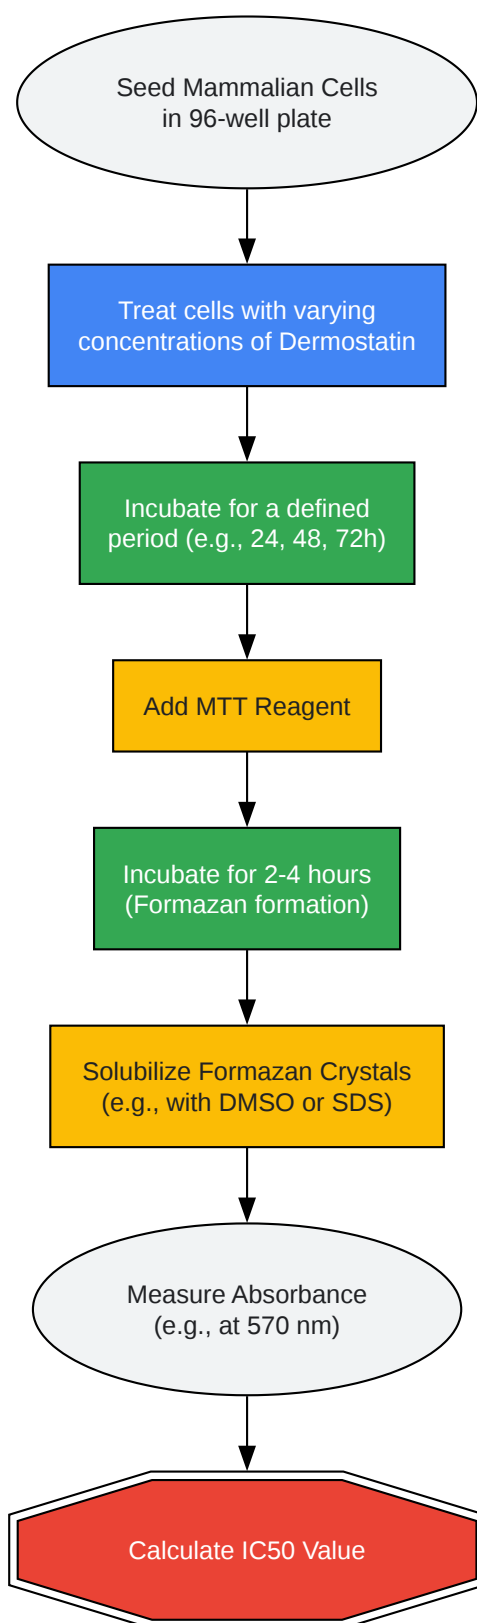 Seed Mammalian Cells
in 96-well plate
Treat cells with varying
concentrations of Dermostatin
Incubate for a defined
period (e.g., 24, 48, 72h)
Add MTT Reagent
Incubate for 2-4 hours
(Formazan formation)
Solubilize Formazan Crystals
(e.g., with DMSO or SDS)
Measure Absorbance
(e.g., at 570 nm)
Calculate IC50 Value